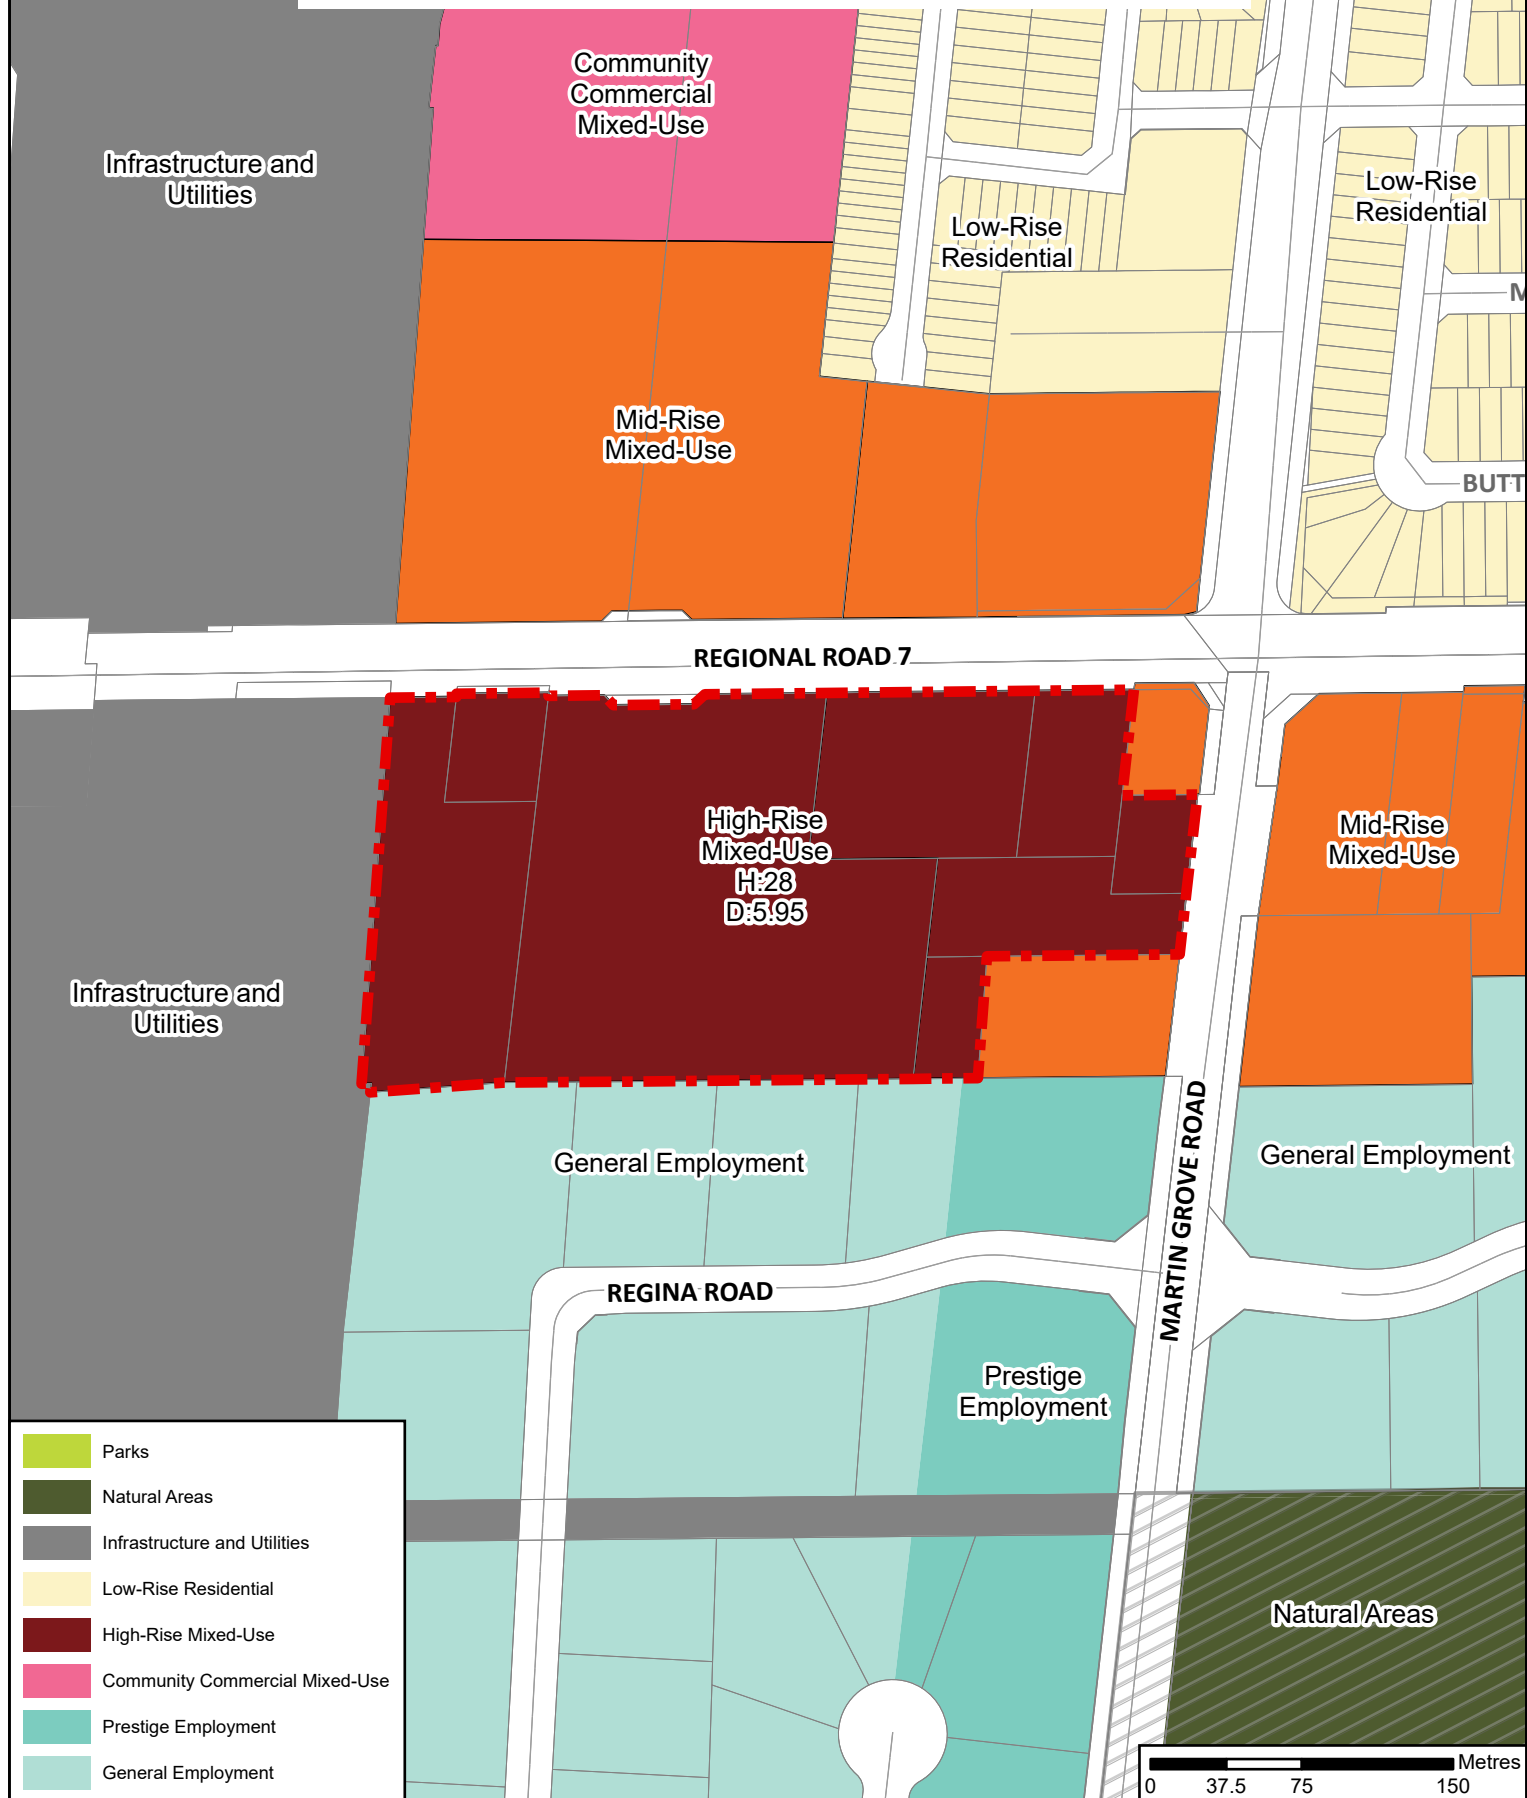 Community
Commercial
Mixed-Use
Infrastructure and
Utilities
Low-Rise
Residential
Low-Rise
Residential
M
Mid-Rise
Mixed-Use
BUTT
REGIONAL ROAD 7
High-Rise
Mixed-Use
H:28
D:5.95
Mid-Rise
Mixed-Use
Infrastructure and
Utilities
General Employment
General Employment
MARTIN GROVE ROAD
REGINA ROAD
Prestige
Employment
Natural Areas
Parks
Natural Areas
Infrastructure and Utilities
Low-Rise Residential
High-Rise Mixed-Use
Community Commercial Mixed-Use
Prestige Employment
General Employment
Metres
0 37.5 75 150